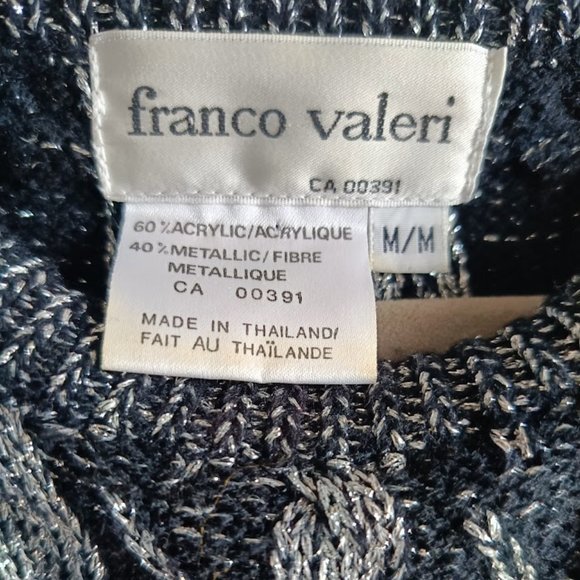 franco valeri
CA 00391
60%ACRYLIC/ACRYLIQUE
40%METALLIC/FIBRE
METALLIQUE
CA 00391
MADE IN THAILAND/
FAIT AU THAÏLANDE
M/M